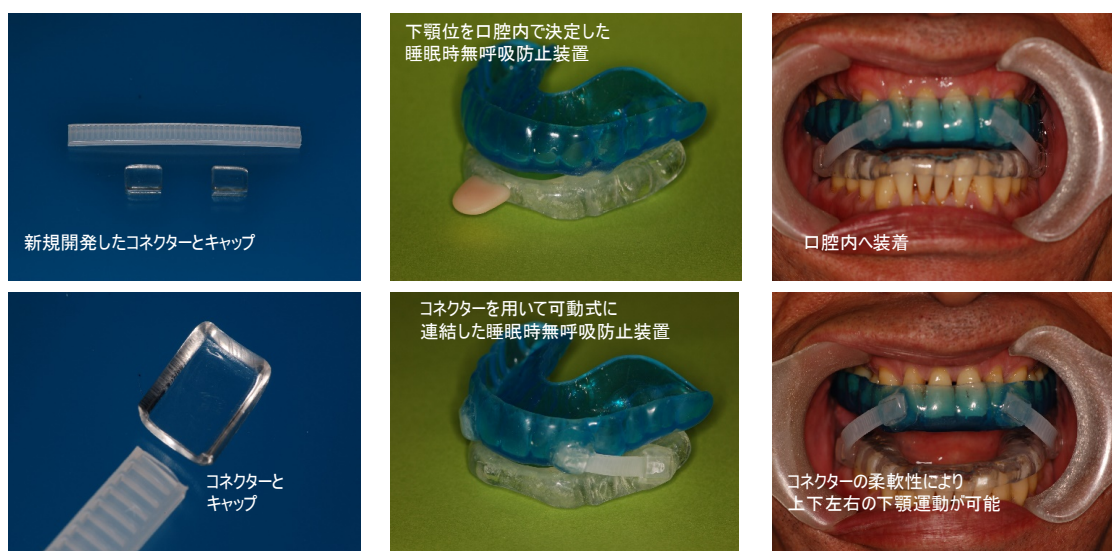 新規開発したコネクターとキャップ
下顎位を口腔内で決定した
睡眠時無呼吸防止装置
口腔内へ装着
コネクターと
キャップ
コネクターを用いて可動式に
連結した睡眠時無呼吸防止装置
コネクターの柔軟性により
上下左右の下顎運動が可能